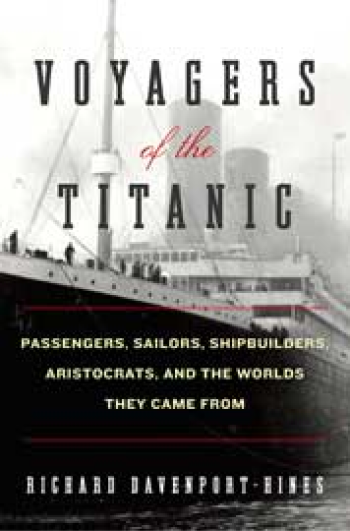 VOYAGERS
of the
TITANIC
PASSENGERS, SAILORS, SHIPBUILDERS,
ARISTOCRATS, AND THE WORLDS
THEY CAME FROM
RICHARD DAVENPORT-HINES